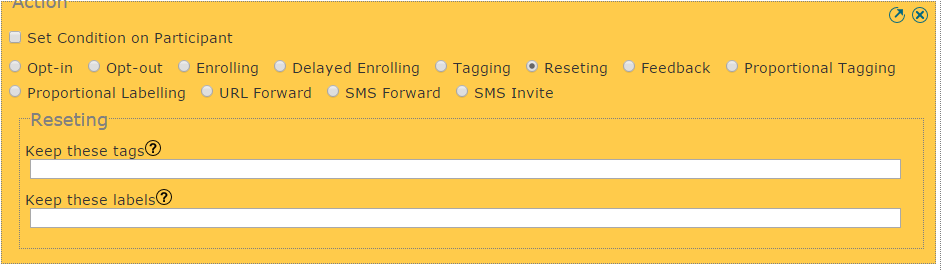 Action
Set Condition on Participant
Opt-in Opt-out Enrolling Delayed Enrolling Tagging Reseting Feedback Proportional Tagging
Proportional Labelling URL Forward SMS Forward SMS Invite
Reseting
Keep these tags?
Keep these labels?